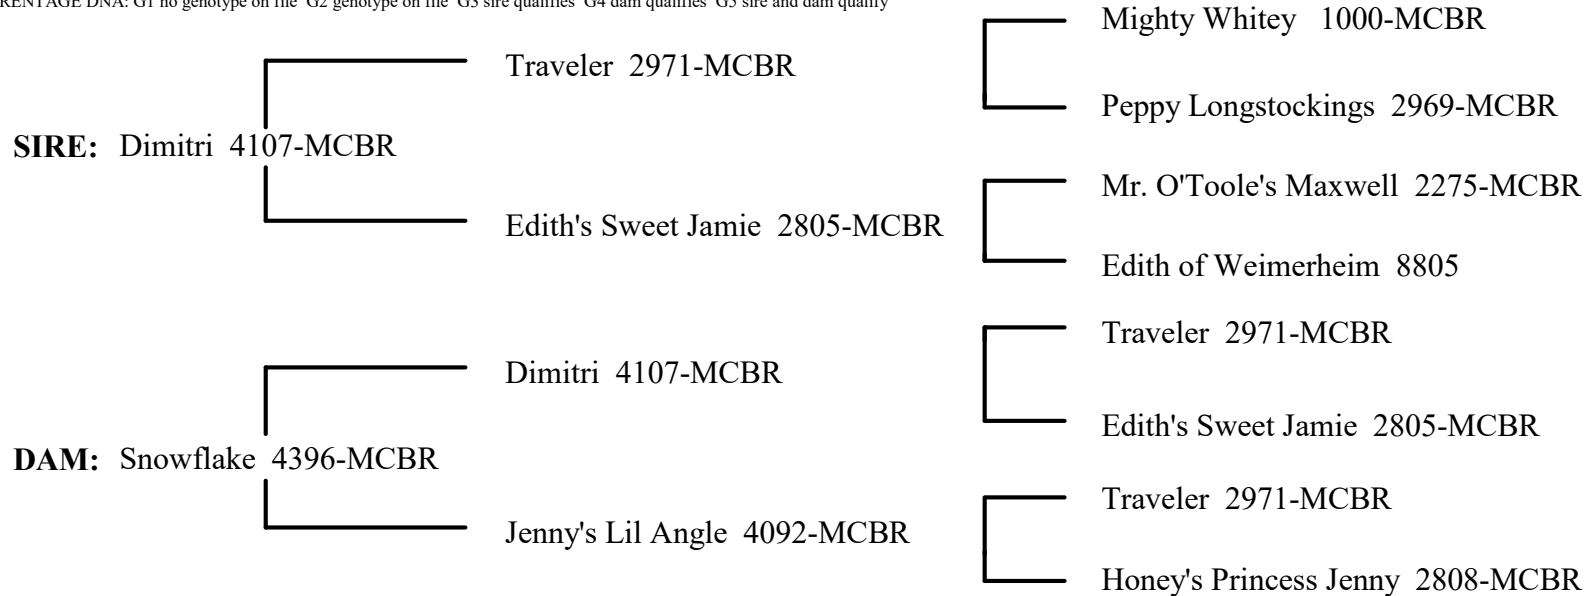 RENTAGE DNA: G1 no genotype on file G2 genotype on file G3 sire qualifies G4 dam qualifies G5 sire and dam qualify
Mighty Whitey 1000-MCBR
Traveler 2971-MCBR
Peppy Longstockings 2969-MCBR
SIRE: Dimitri 4107-MCBR
Mr. O'Toole's Maxwell 2275-MCBR
Edith's Sweet Jamie 2805-MCBR
Edith of Weimerheim 8805
Traveler 2971-MCBR
Dimitri 4107-MCBR
Edith's Sweet Jamie 2805-MCBR
DAM: Snowflake 4396-MCBR
Traveler 2971-MCBR
Jenny's Lil Angle 4092-MCBR
Honey's Princess Jenny 2808-MCBR